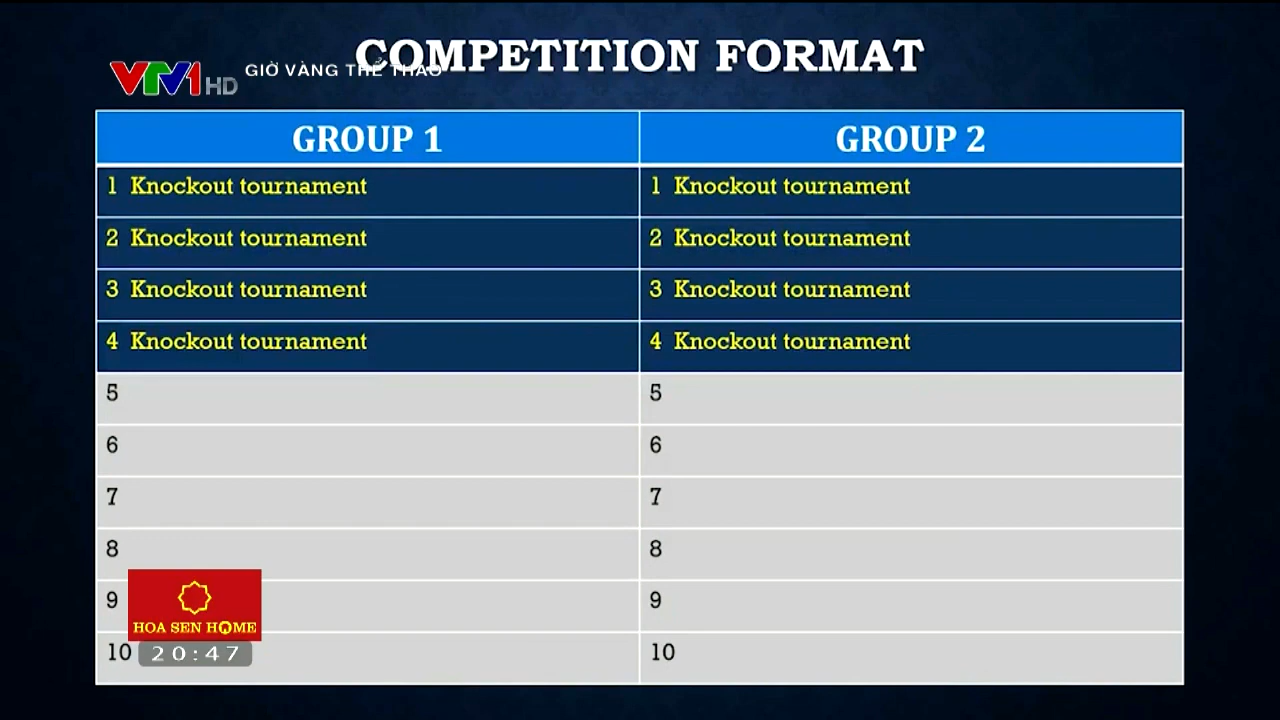 COMPETITION FORMAT
VTV1 HD GIỜ VÀNG THỂ THAO
GROUP 1 GROUP 2
1 Knockout tournament 1 Knockout tournament
2 Knockout tournament 2 Knockout tournament
3 Knockout tournament 3 Knockout tournament
4 Knockout tournament 4 Knockout tournament
5 5
6 6
7 7
8 8
9 9
HOA SEN HOME
10 10
20:47